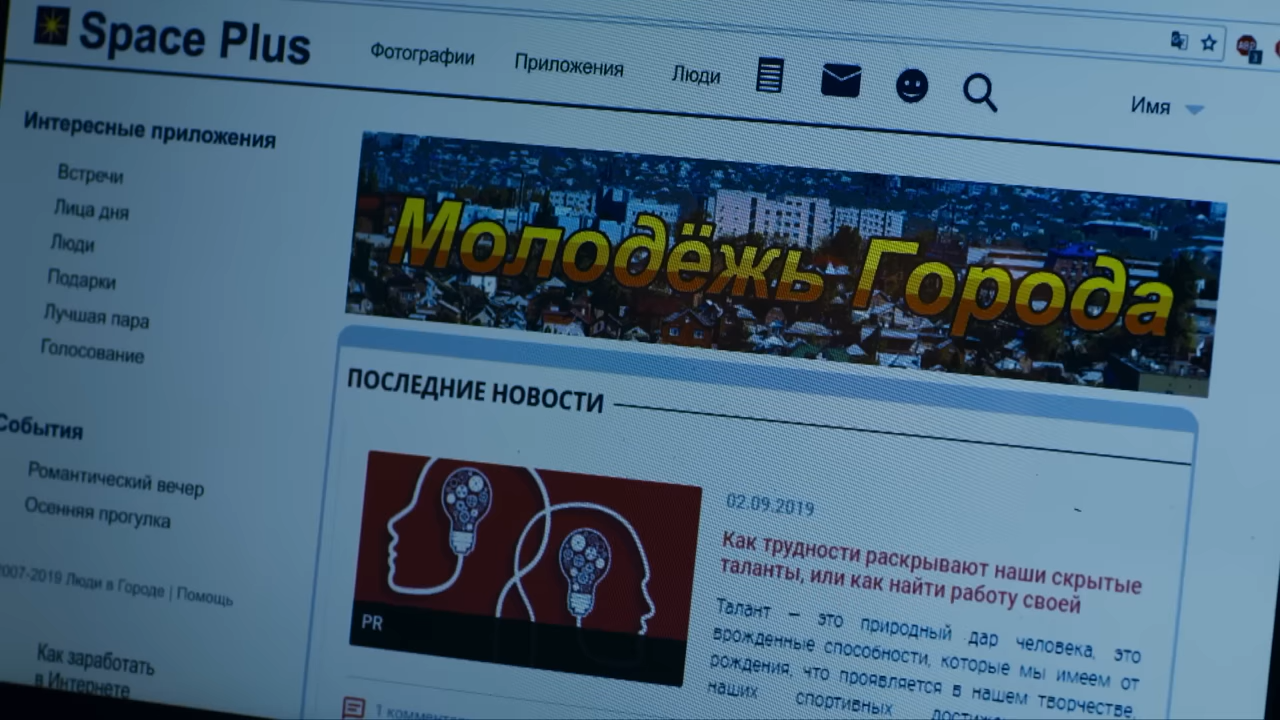 Space Plus
Фотографии
Приложения
Люди
Имя
Интересные приложения
Встречи
Лица дня
Люди
Подарки
Лучшая пара
Голосование
События
Романтический вечер
Осенняя прогулка
2007-2019 Люди в Городе | Помощь
Как заработать
в Интернете
Молодёжь Города
ПОСЛЕДНИЕ НОВОСТИ
PR
02.09.2019
Как трудности раскрывают наши скрытые
таланты, или как найти работу своей
Талант – это природный дар человека, это
врожденные способности, которые мы имеем от
рождения, что проявляется в нашем творчестве,
наших спортивных
1